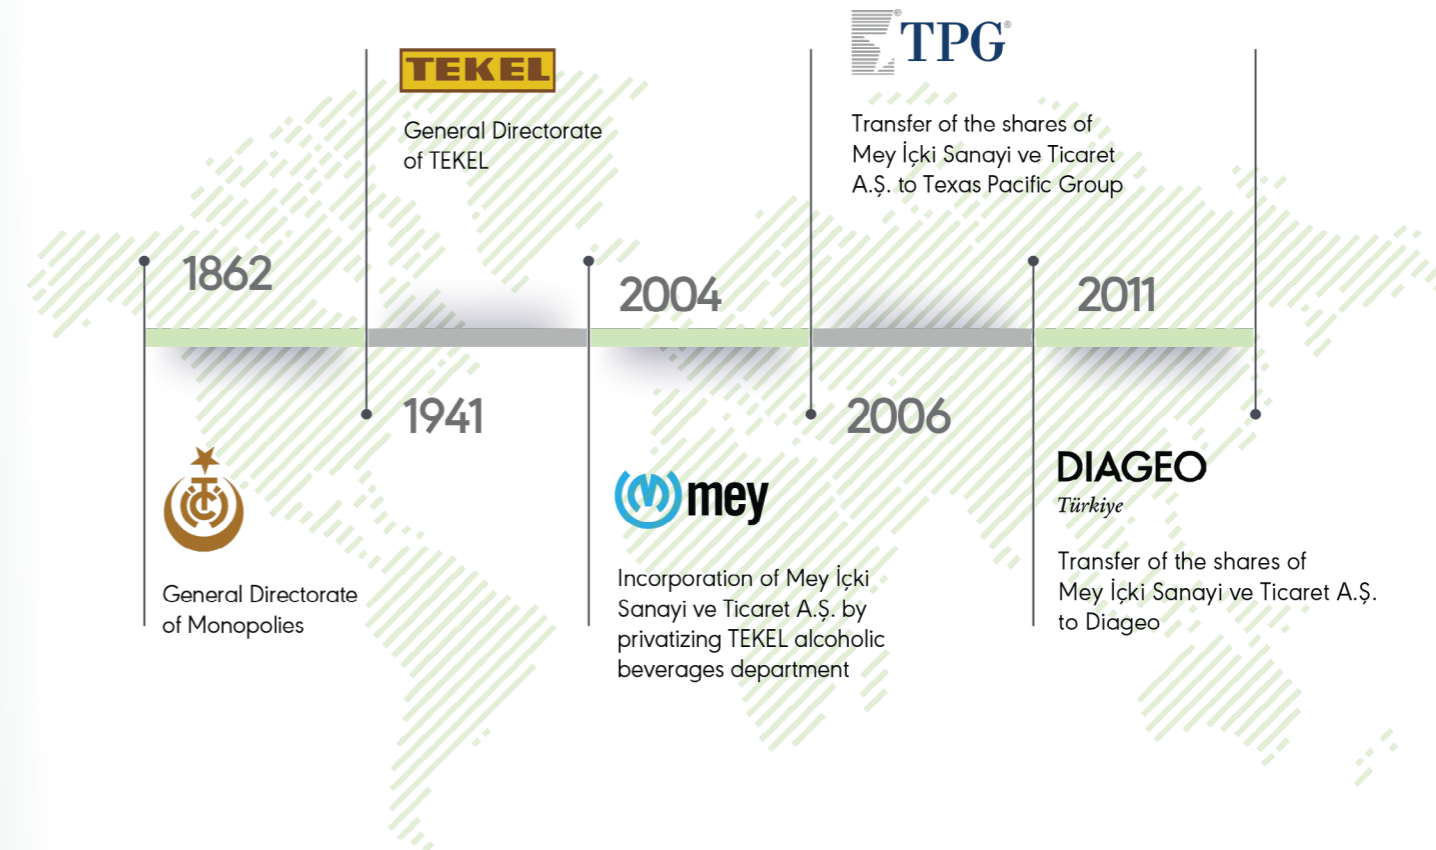 1862
TC
General Directorate
of Monopolies
TEKEL
General Directorate
of TEKEL
1941
2004
mey
Incorporation of Mey İçki
Sanayi ve Ticaret A.Ş. by
privatizing TEKEL alcoholic
beverages department
TPG®
Transfer of the shares of
Mey İçki Sanayi ve Ticaret
A.Ş. to Texas Pacific Group
2006
2011
DIAGEO
Türkiye
Transfer of the shares of
Mey İçki Sanayi ve Ticaret A.Ş.
to Diageo